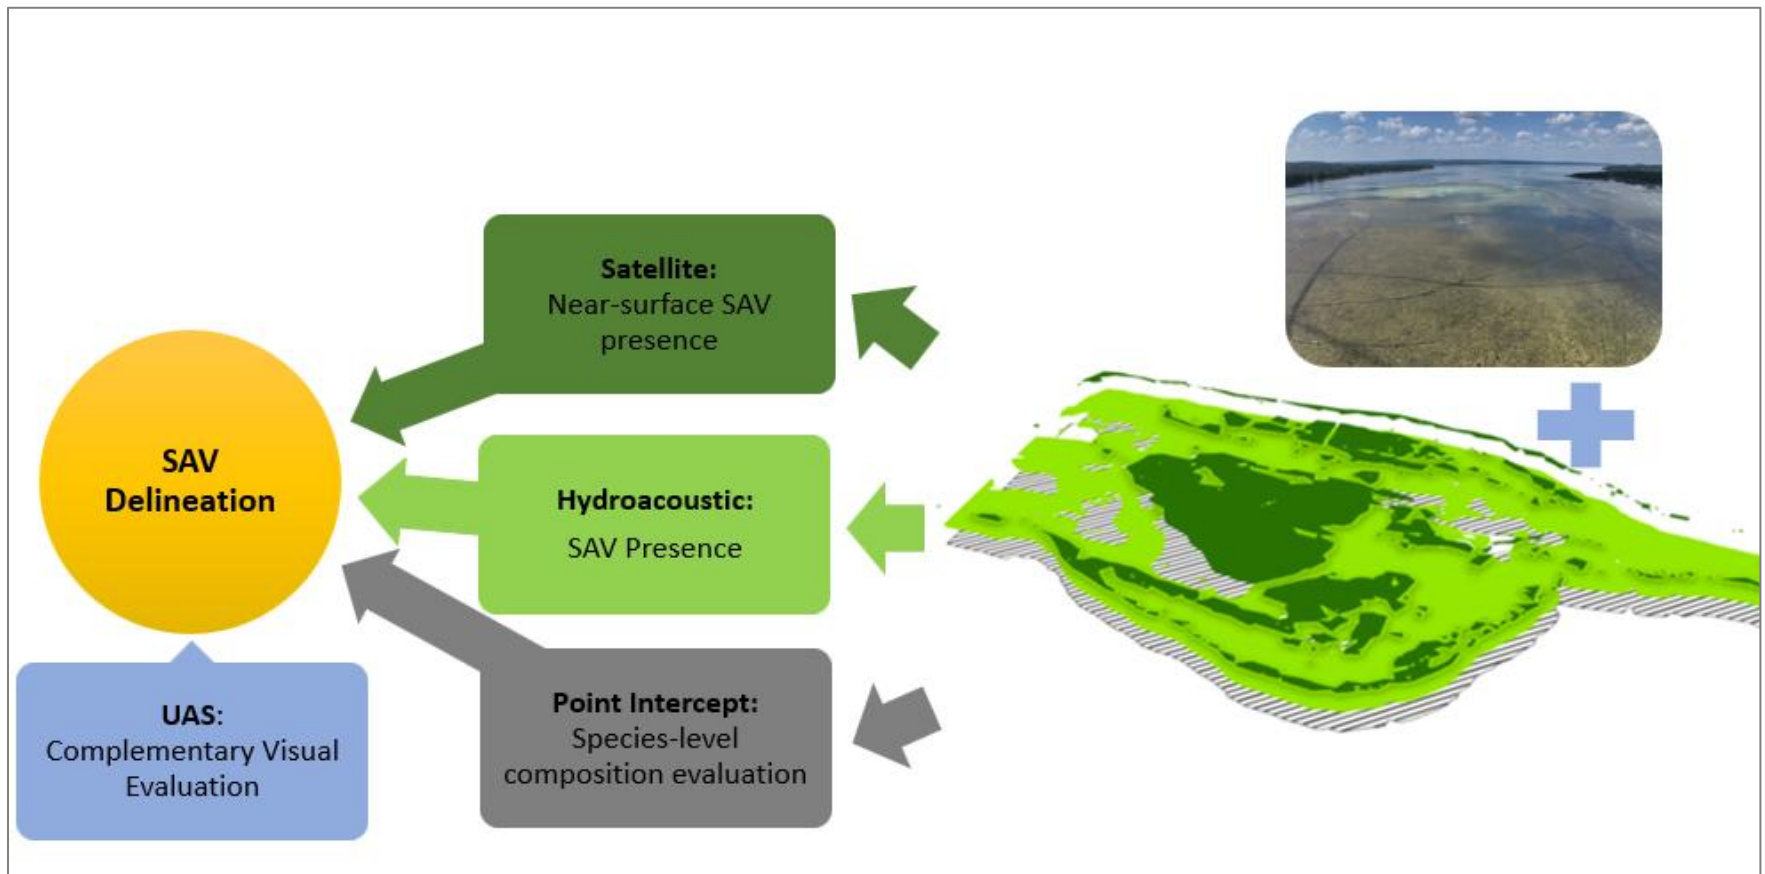 Satellite:
Near-surface SAV
presence
SAV
Delineation
Hydroacoustic:
SAV Presence
UAS:
Complementary Visual
Evaluation
Point Intercept:
Species-level
composition evaluation